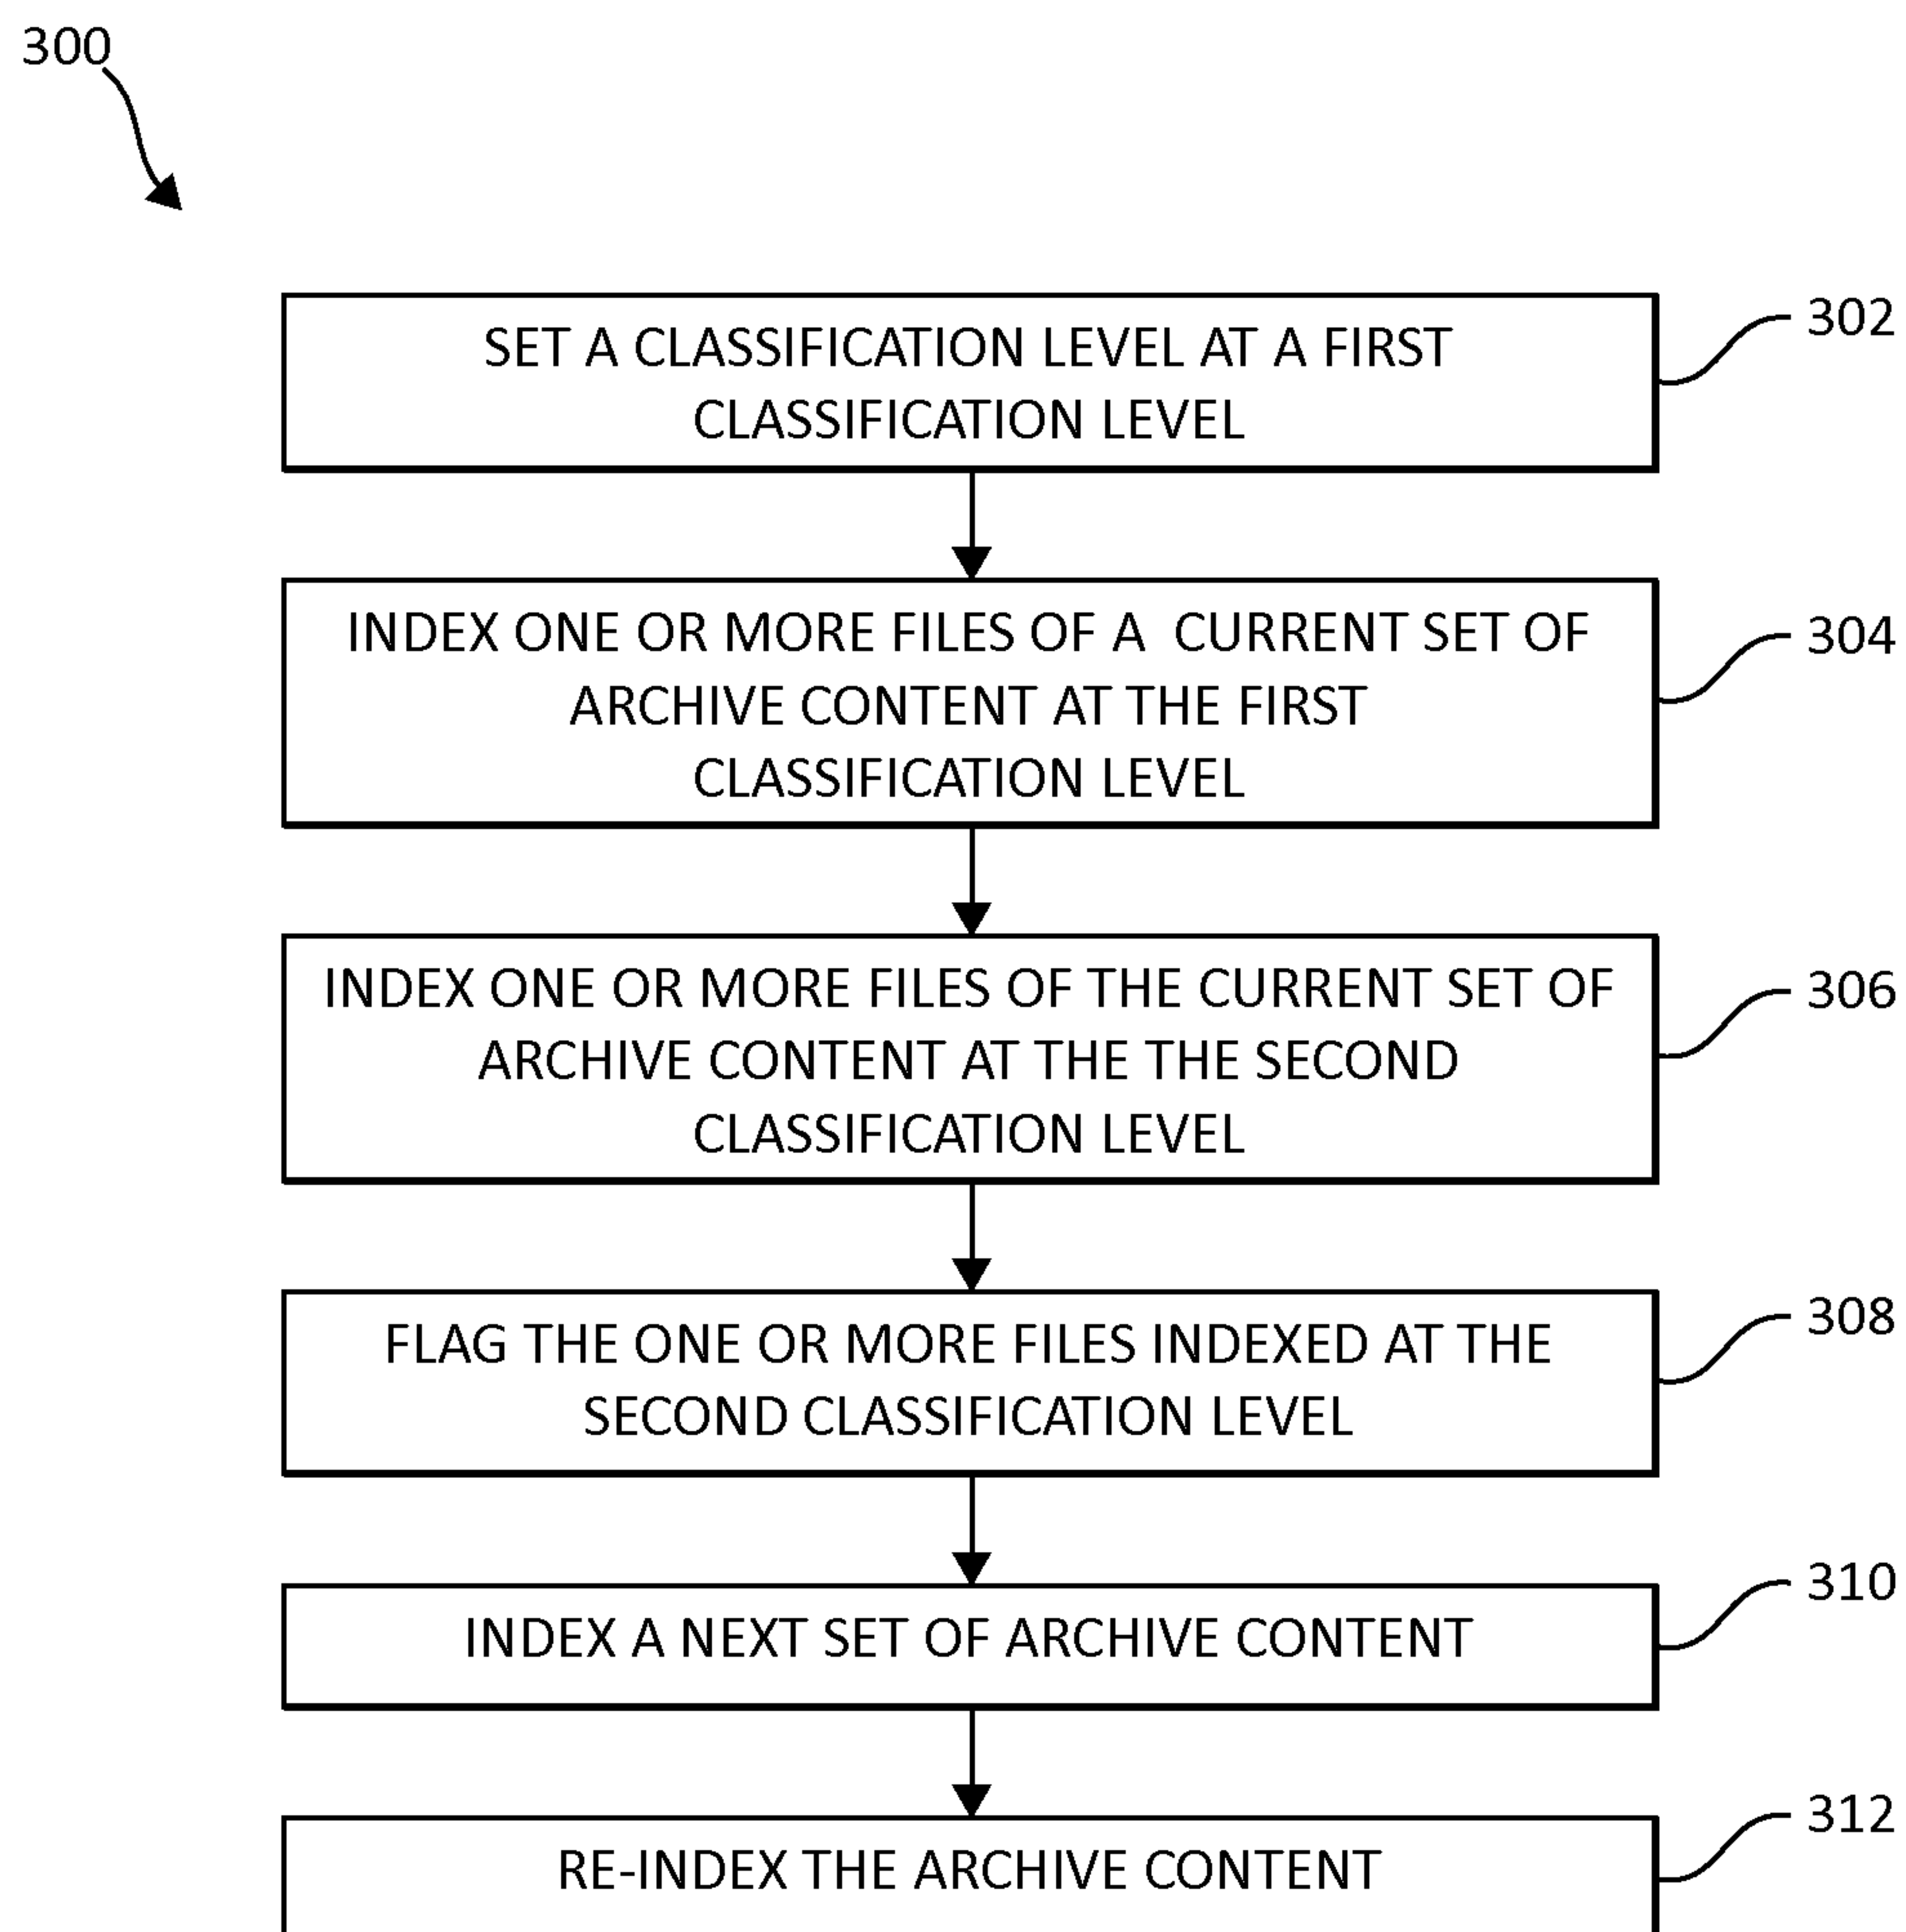 300
SET A CLASSIFICATION LEVEL AT A FIRST
CLASSIFICATION LEVEL
302
INDEX ONE OR MORE FILES OF A CURRENT SET OF
ARCHIVE CONTENT AT THE FIRST
CLASSIFICATION LEVEL
304
INDEX ONE OR MORE FILES OF THE CURRENT SET OF
ARCHIVE CONTENT AT THE THE SECOND
CLASSIFICATION LEVEL
306
FLAG THE ONE OR MORE FILES INDEXED AT THE
SECOND CLASSIFICATION LEVEL
308
INDEX A NEXT SET OF ARCHIVE CONTENT
310
RE-INDEX THE ARCHIVE CONTENT
312